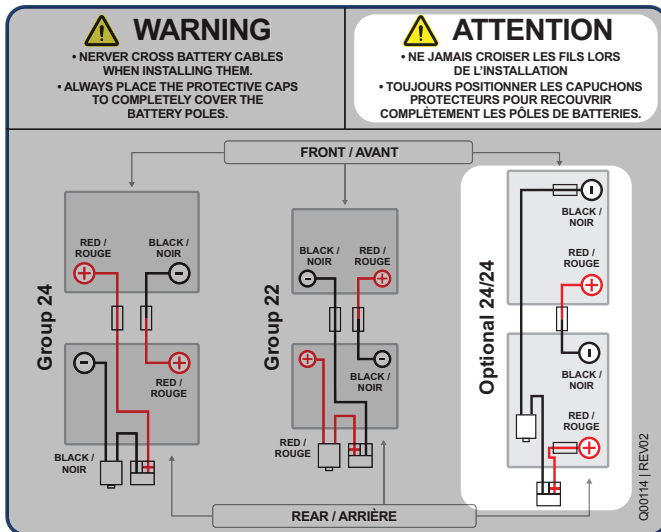 WARNING
• NERVER CROSS BATTERY CABLES
WHEN INSTALLING THEM.
• ALWAYS PLACE THE PROTECTIVE CAPS
TO COMPLETELY COVER THE
BATTERY POLES.
ATTENTION
• NE JAMAIS CROISER LES FILS LORS
DE L'INSTALLATION
• TOUJOURS POSITIONNER LES CAPUCHONS
PROTECTEURS POUR RECOUVRIR
COMPLÈTEMENT LES PÔLES DE BATTERIES.
FRONT / AVANT
Group 24
RED /
ROUGE
BLACK /
NOIR
RED /
ROUGE
BLACK /
NOIR
Group 22
BLACK /
NOIR
RED /
ROUGE
BLACK /
NOIR
RED /
ROUGE
Optional 24/24
BLACK /
NOIR
RED /
ROUGE
BLACK /
NOIR
RED /
ROUGE
REAR / ARRIÈRE
Q00114 | REV02